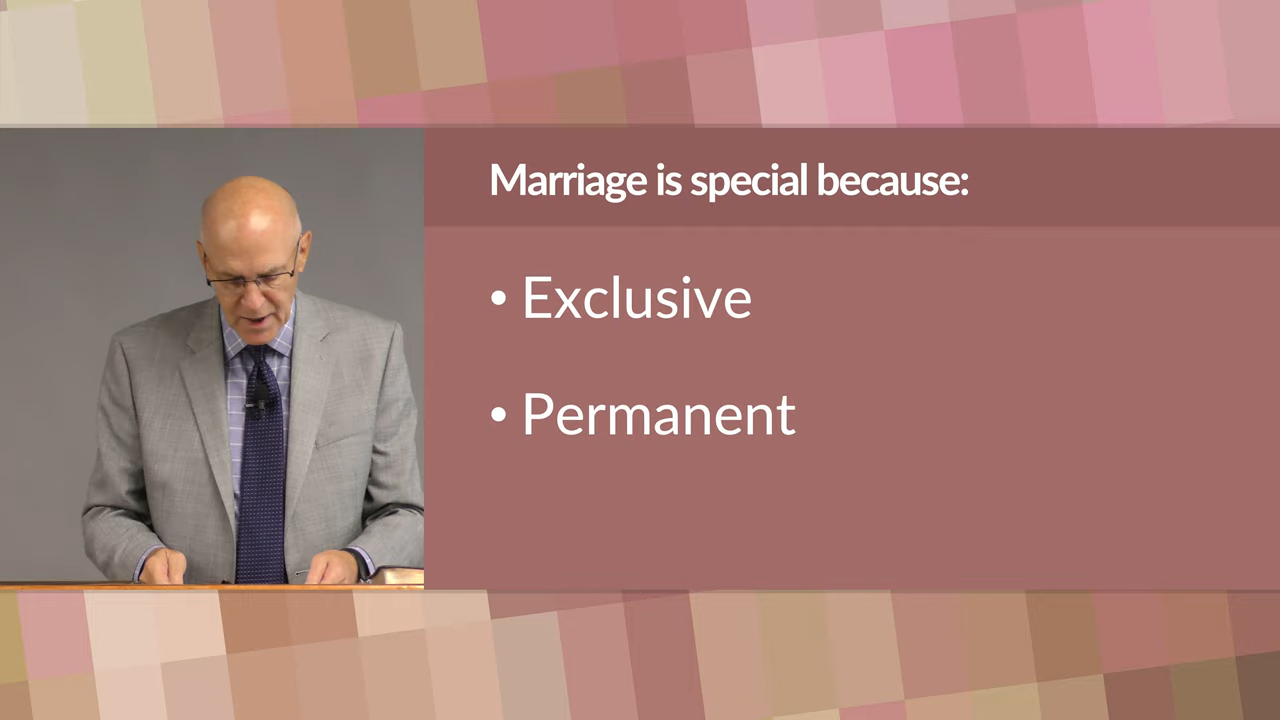 Marriage is special because:
• Exclusive
• Permanent